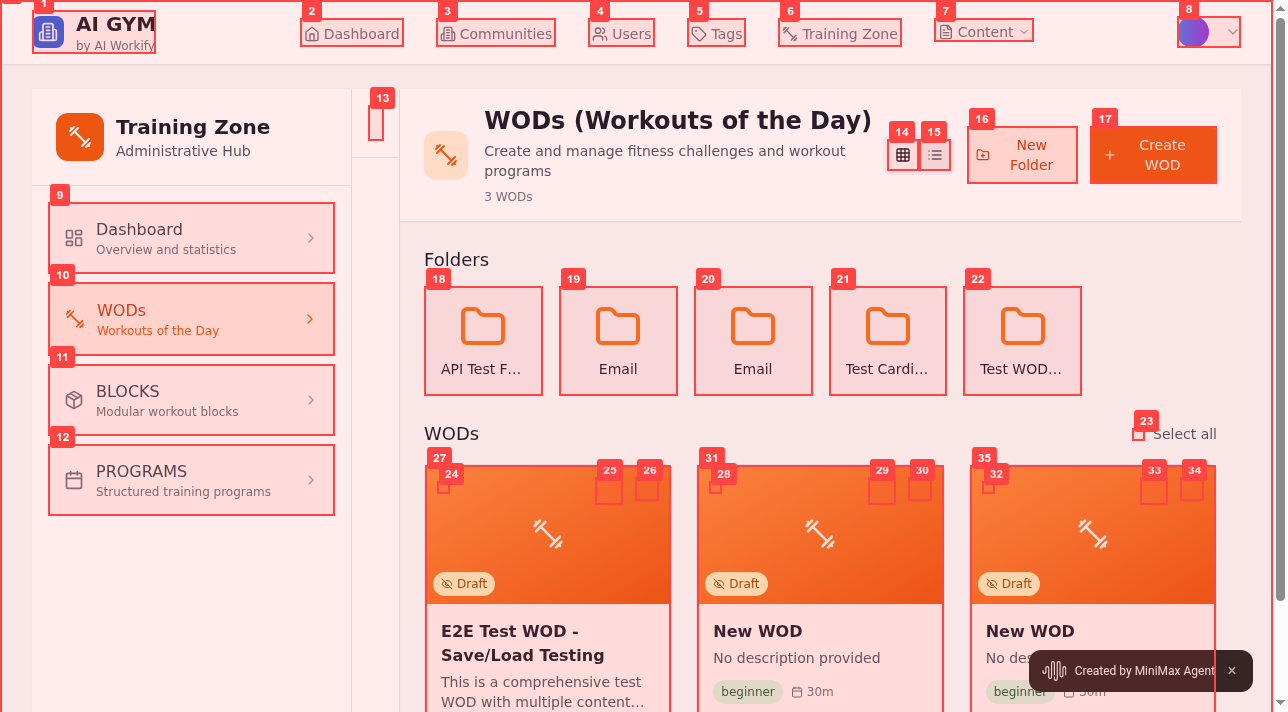 1
AI GYM
by AI Workify
2
Dashboard
3
Communities
4
Users
5
Tags
6
Training Zone
7
Content
8
Training Zone
Administrative Hub
9
Dashboard
Overview and statistics
10
WODs
Workouts of the Day
11
BLOCKS
Modular workout blocks
12
PROGRAMS
Structured training programs
13
WODs (Workouts of the Day)
Create and manage fitness challenges and workout
programs
3 WODs
14
15
16
New
Folder
17
Create
WOD
Folders
18
API Test F...
19
Email
20
Email
21
Test Cardi...
22
Test WOD...
WODs
23
Select all
27
24
25
26
Draft
E2E Test WOD -
Save/Load Testing
This is a comprehensive test
WOD with multiple content...
31
28
29
30
Draft
New WOD
No description provided
beginner
30m
35
32
33
34
Draft
New WOD
No des
beginner
30m
Created by MiniMax Agent